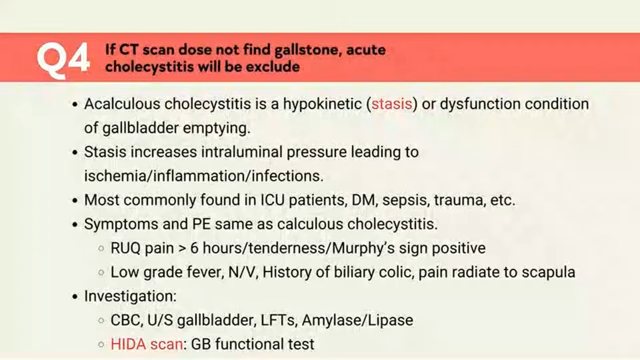 Q4
If CT scan dose not find gallstone, acute
cholecystitis will be exclude
• Acalculous cholecystitis is a hypokinetic (stasis) or dysfunction condition
of gallbladder emptying.
• Stasis increases intraluminal pressure leading to
ischemia/inflammation/infections.
• Most commonly found in ICU patients, DM, sepsis, trauma, etc.
• Symptoms and PE same as calculous cholecystitis.
◦ RUQ pain > 6 hours/tenderness/Murphy's sign positive
◦ Low grade fever, N/V, History of biliary colic, pain radiate to scapula
• Investigation:
◦ CBC, U/S gallbladder, LFTs, Amylase/Lipase
◦ HIDA scan: GB functional test